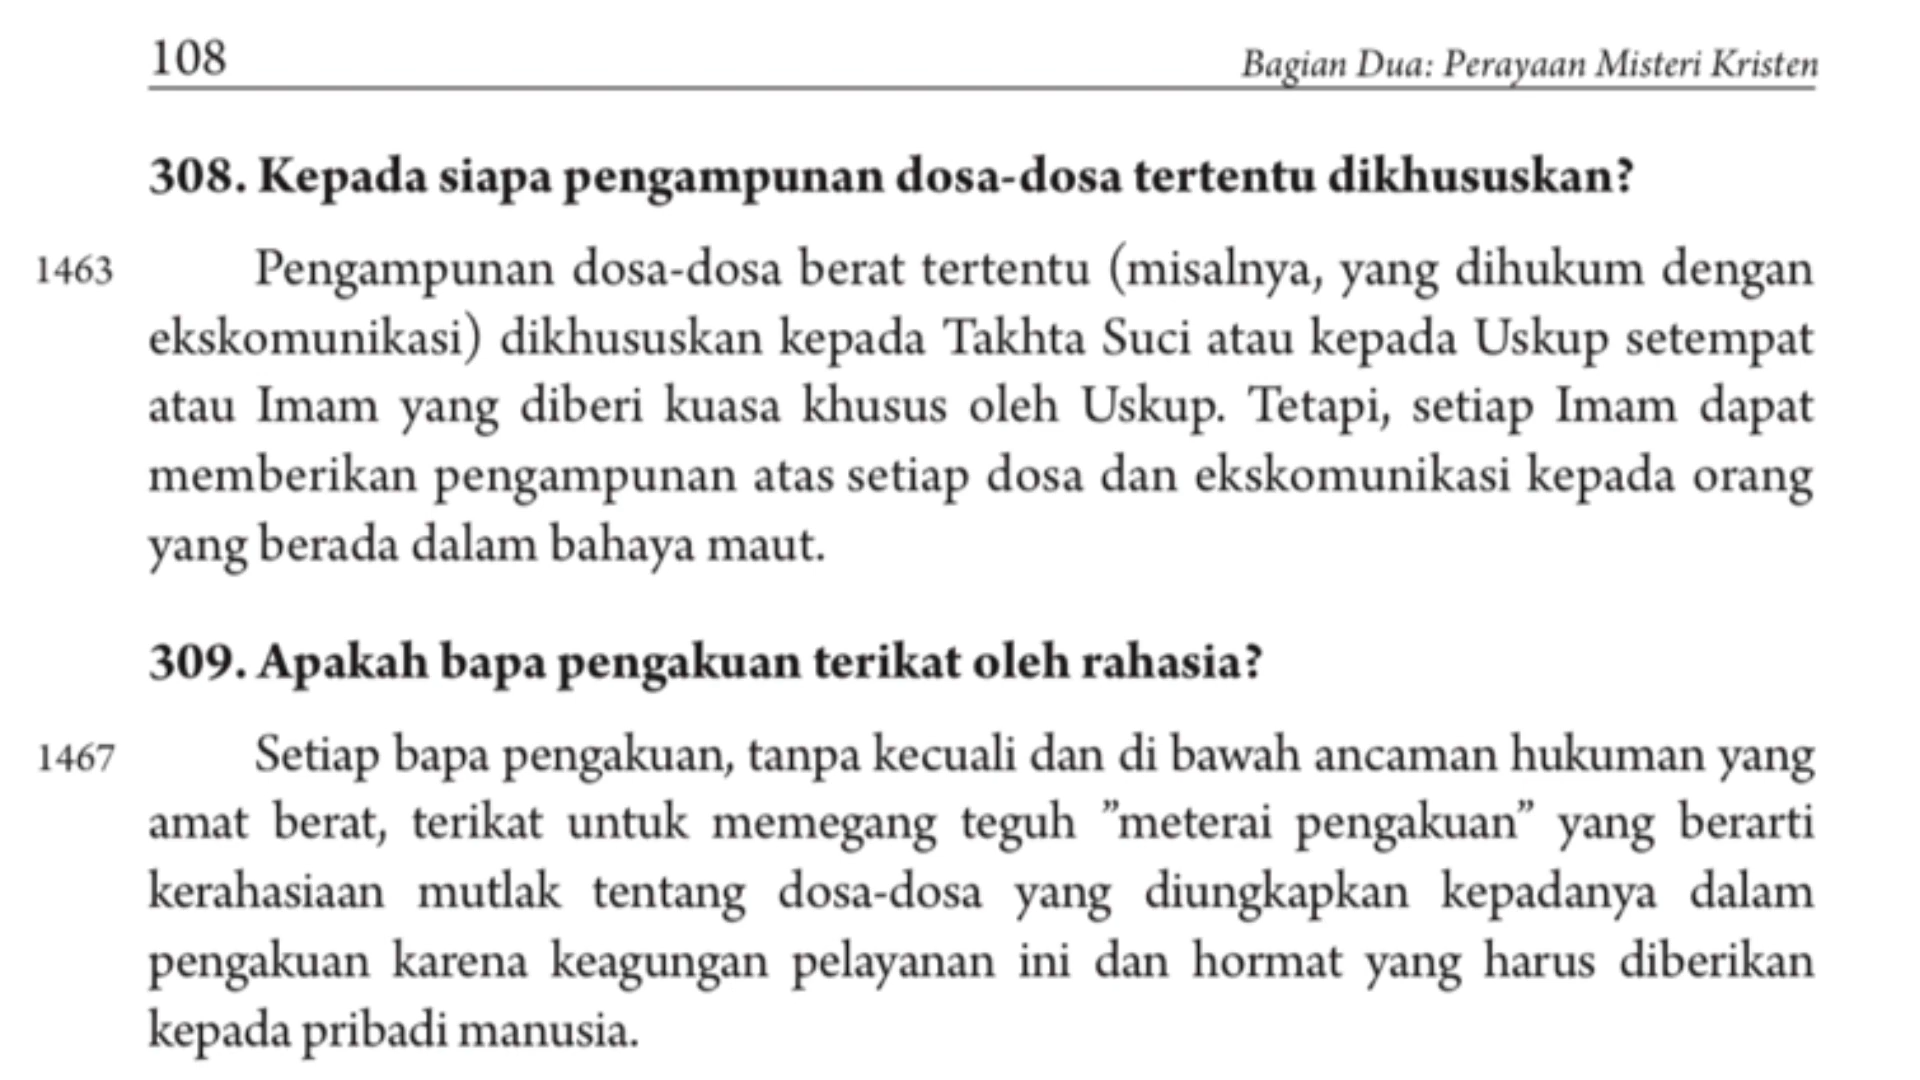 108
Bagian Dua: Perayaan Misteri Kristen
308. Kepada siapa pengampunan dosa-dosa tertentu dikhususkan?
1463 Pengampunan dosa-dosa berat tertentu (misalnya, yang dihukum dengan
ekskomunikasi) dikhususkan kepada Takhta Suci atau kepada Uskup setempat
atau Imam yang diberi kuasa khusus oleh Uskup. Tetapi, setiap Imam dapat
memberikan pengampunan atas setiap dosa dan ekskomunikasi kepada orang
yang berada dalam bahaya maut.
309. Apakah bapa pengakuan terikat oleh rahasia?
1467 Setiap bapa pengakuan, tanpa kecuali dan di bawah ancaman hukuman yang
amat berat, terikat untuk memegang teguh ”meterai pengakuan” yang berarti
kerahasiaan mutlak tentang dosa-dosa yang diungkapkan kepadanya dalam
pengakuan karena keagungan pelayanan ini dan hormat yang harus diberikan
kepada pribadi manusia.